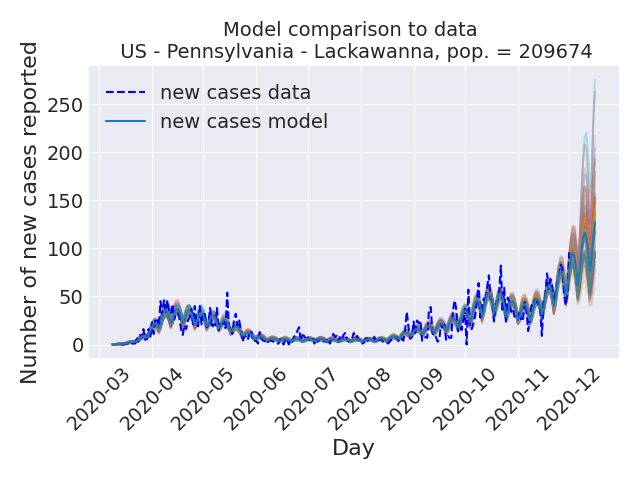 Model comparison to data
US - Pennsylvania - Lackawanna, pop. = 209674
Number of new cases reported
250
200
150
100
50
0
new cases data
new cases model
2020-03
2020-04
2020-05
2020-06
2020-07
2020-08
2020-09
2020-10
2020-11
2020-12
Day